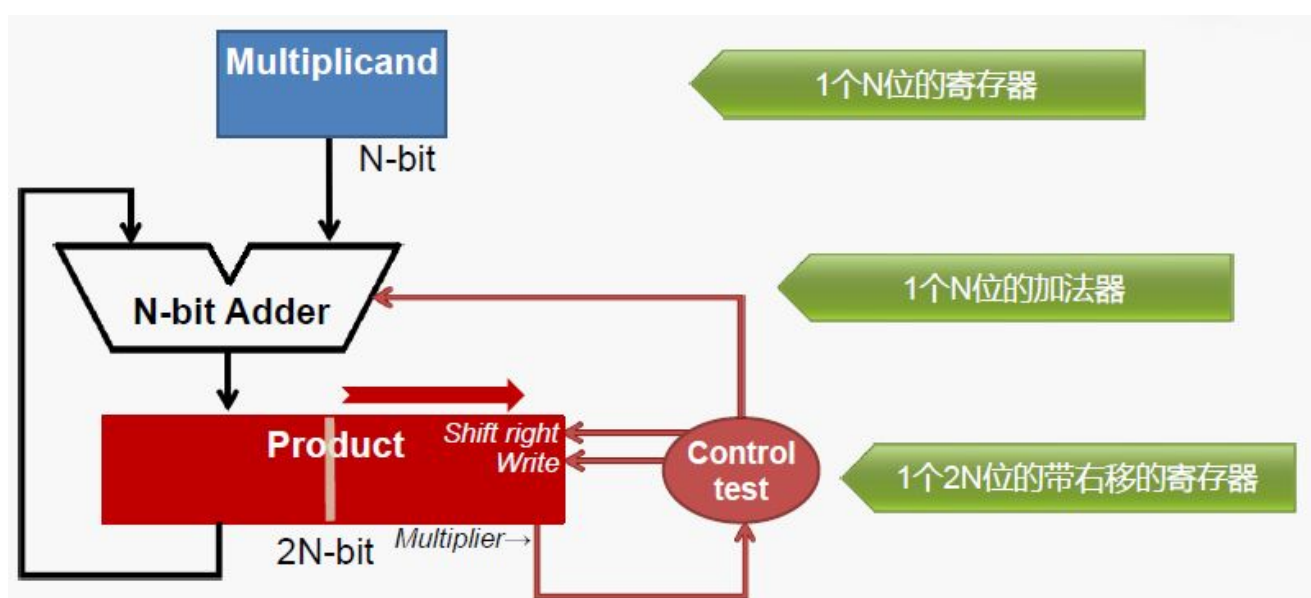 Multiplicand
1个N位的寄存器
N-bit
N-bit Adder
1个N位的加法器
Product
Shift right
Write
Control
test
1个2N位的带右移的寄存器
2N-bit
Multiplier→